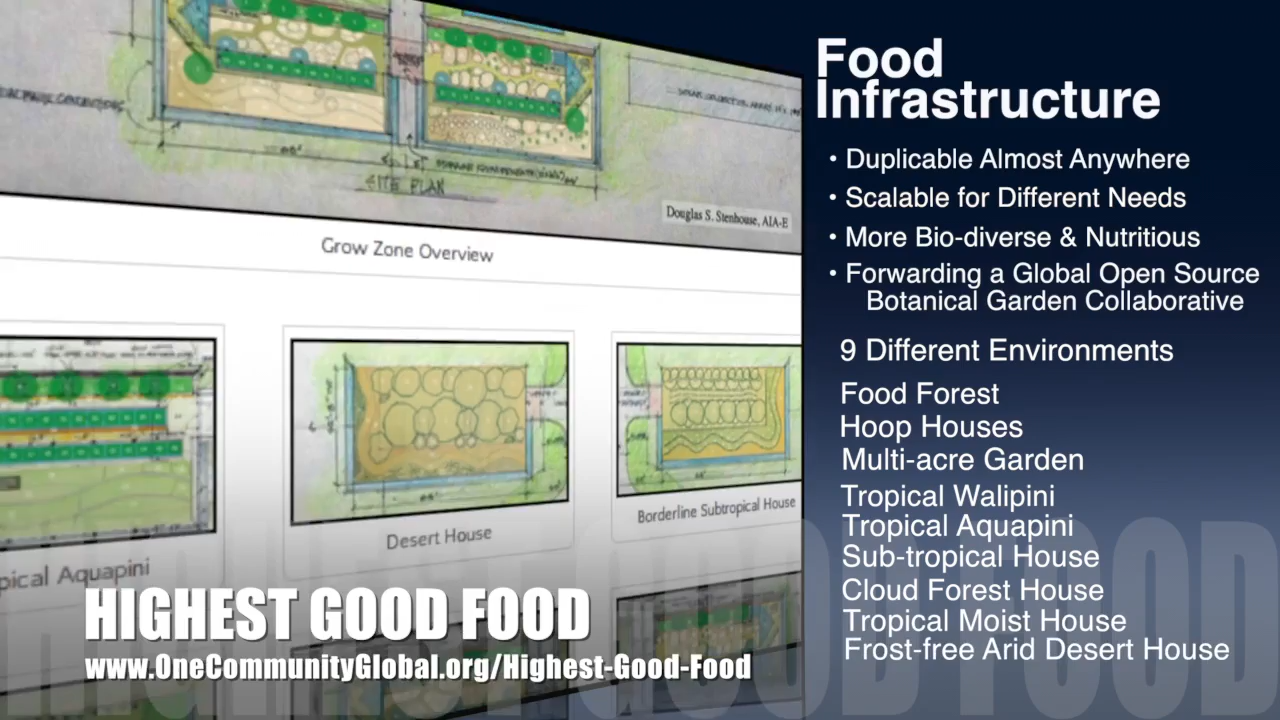 SITE PLAN
Douglas S. Stenhouse, AIA-E
Grow Zone Overview
pical Aquapini
Desert House
Borderline Subtropical House
HIGHEST GOOD FOOD
www.OneCommunityGlobal.org/Highest-Good-Food
Food
Infrastructure
• Duplicable Almost Anywhere
• Scalable for Different Needs
• More Bio-diverse & Nutritious
• Forwarding a Global Open Source
Botanical Garden Collaborative
9 Different Environments
Food Forest
Hoop Houses
Multi-acre Garden
Tropical Walipini
Tropical Aquapini
Sub-tropical House
Cloud Forest House
Tropical Moist House
Frost-free Arid Desert House
HIGHEST GOOD FOOD